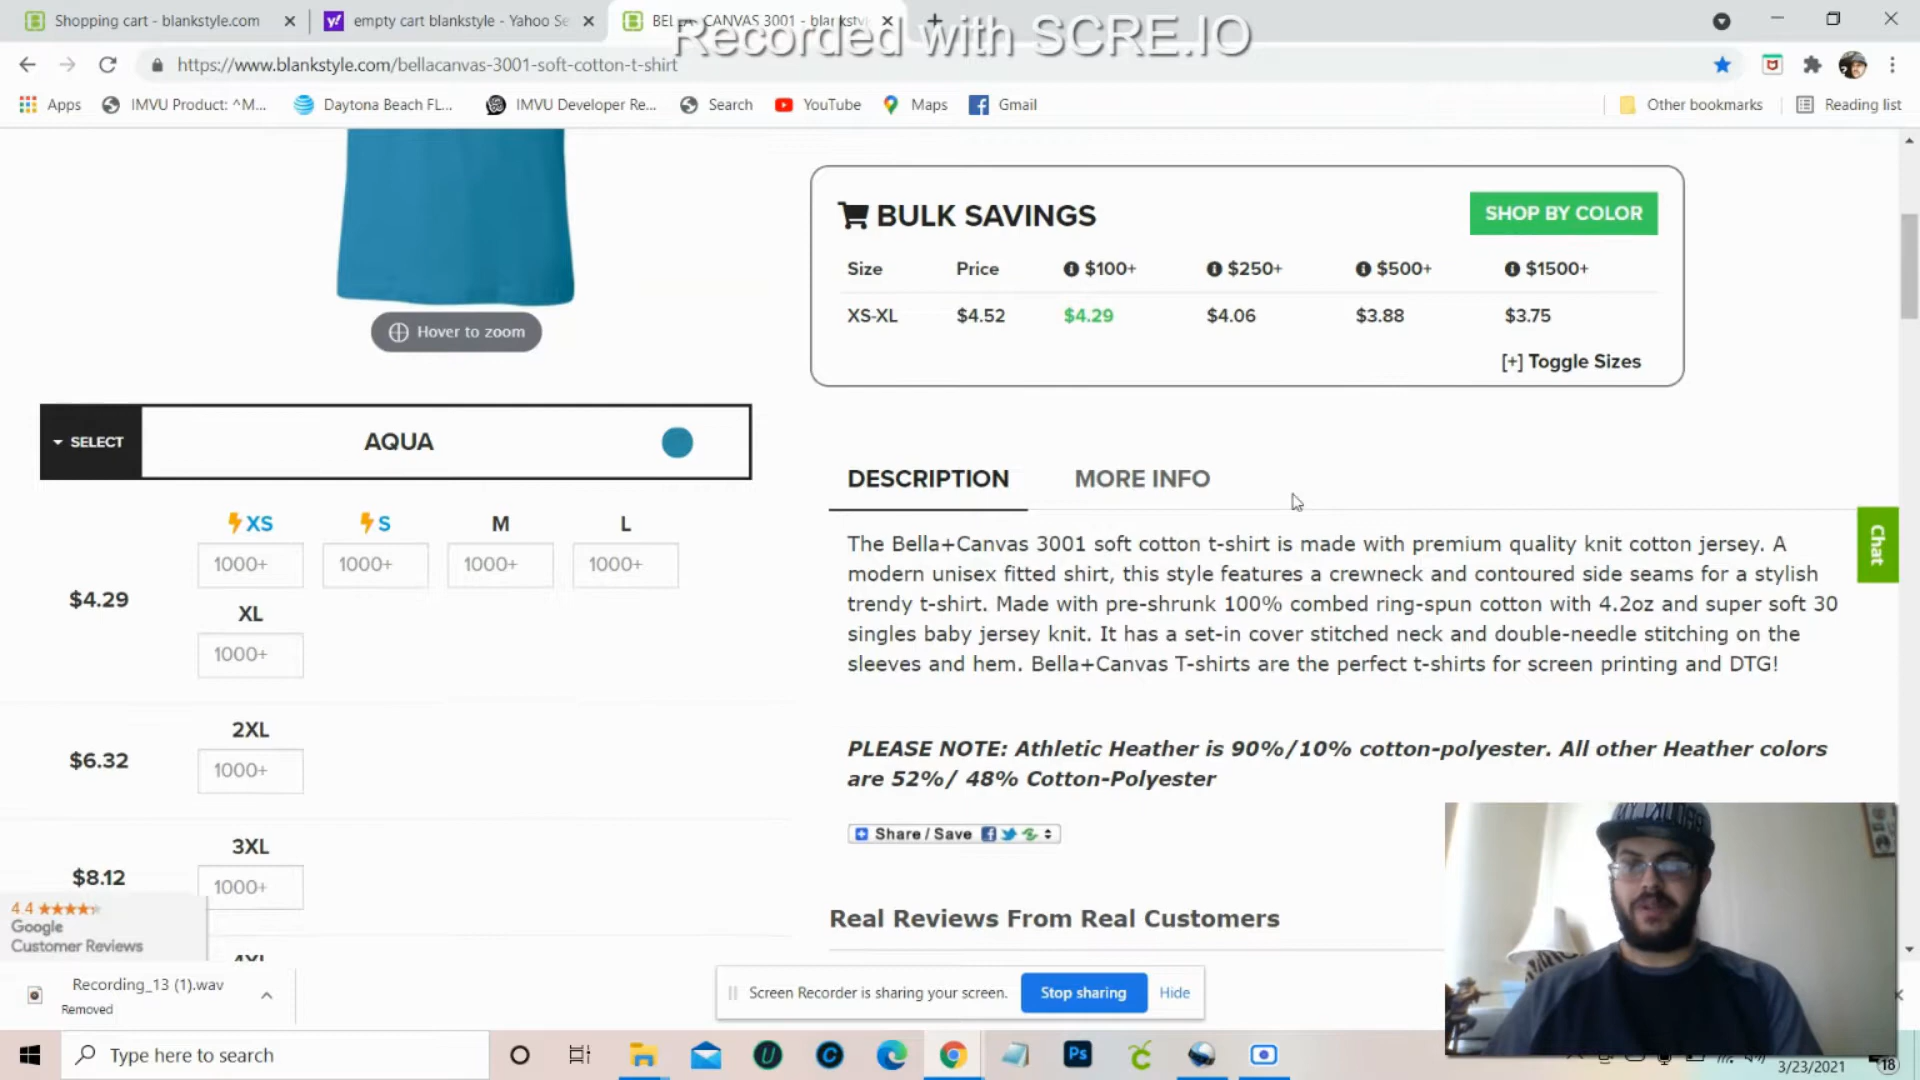 Shopping cart - blankstyle.com
empty cart blankstyle - Yahoo Se
BELLA+CANVAS 3001 - blankstyl
Recorded with SCRE.IO
https://www.blankstyle.com/bellacanvas-3001-soft-cotton-t-shirt
Apps
IMVU Product: ^M...
Daytona Beach FL...
IMVU Developer Re...
Search
YouTube
Maps
Gmail
Other bookmarks
Reading list
BULK SAVINGS
SHOP BY COLOR
Size Price $100+ $250+ $500+ $1500+
XS-XL $4.52 $4.29 $4.06 $3.88 $3.75
[+] Toggle Sizes
Hover to zoom
SELECT
AQUA
XS S M L
1000+ 1000+ 1000+ 1000+
$4.29
XL
1000+
2XL
$6.32
1000+
3XL
$8.12
1000+
4XL
DESCRIPTION
MORE INFO
The Bella+Canvas 3001 soft cotton t-shirt is made with premium quality knit cotton jersey. A
modern unisex fitted shirt, this style features a crewneck and contoured side seams for a stylish
trendy t-shirt. Made with pre-shrunk 100% combed ring-spun cotton with 4.2oz and super soft 30
singles baby jersey knit. It has a set-in cover stitched neck and double-needle stitching on the
sleeves and hem. Bella+Canvas T-shirts are the perfect t-shirts for screen printing and DTG!
PLEASE NOTE: Athletic Heather is 90%/10% cotton-polyester. All other Heather colors
are 52%/ 48% Cotton-Polyester
Share / Save
Real Reviews From Real Customers
Chat
4.4
Google
Customer Reviews
Recording_13 (1).wav
Removed
Screen Recorder is sharing your screen.
Stop sharing
Hide
Type here to search
Ps
3/23/2021
18